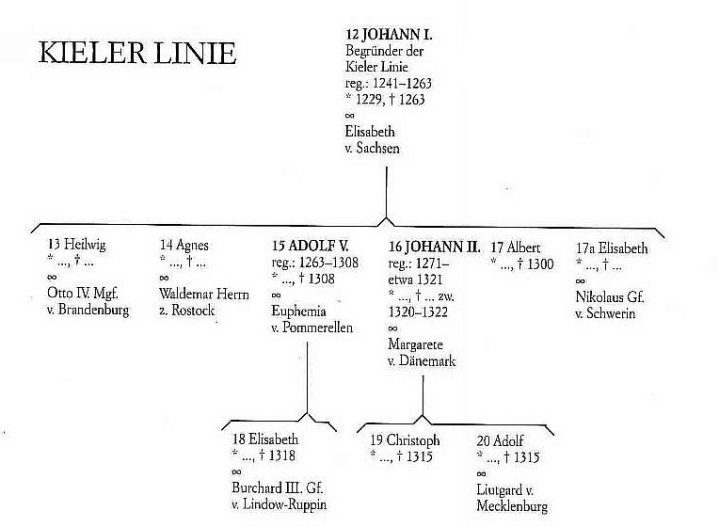 KIELER LINIE
12 JOHANN I.
Begründer der
Kieler Linie
reg.: 1241–1263
* 1229, † 1263
∞
Elisabeth
v. Sachsen
13 Heilwig
* ..., † ...
∞
Otto IV. Mgf.
v. Brandenburg
14 Agnes
* ..., † ...
∞
Waldemar Herrn
z. Rostock
15 ADOLF V.
reg.: 1263–1308
* ..., † 1308
∞
Euphemia
v. Pommerellen
16 JOHANN II.
reg.: 1271–
etwa 1321
* ..., † ... zw.
1320–1322
∞
Margarete
v. Dänemark
17 Albert
* ..., † 1300
17a Elisabeth
* ..., † ...
∞
Nikolaus Gf.
v. Schwerin
18 Elisabeth
* ..., † 1318
∞
Burchard III. Gf.
v. Lindow-Ruppin
19 Christoph
* ..., † 1315
20 Adolf
* ..., † 1315
∞
Liutgard v.
Mecklenburg